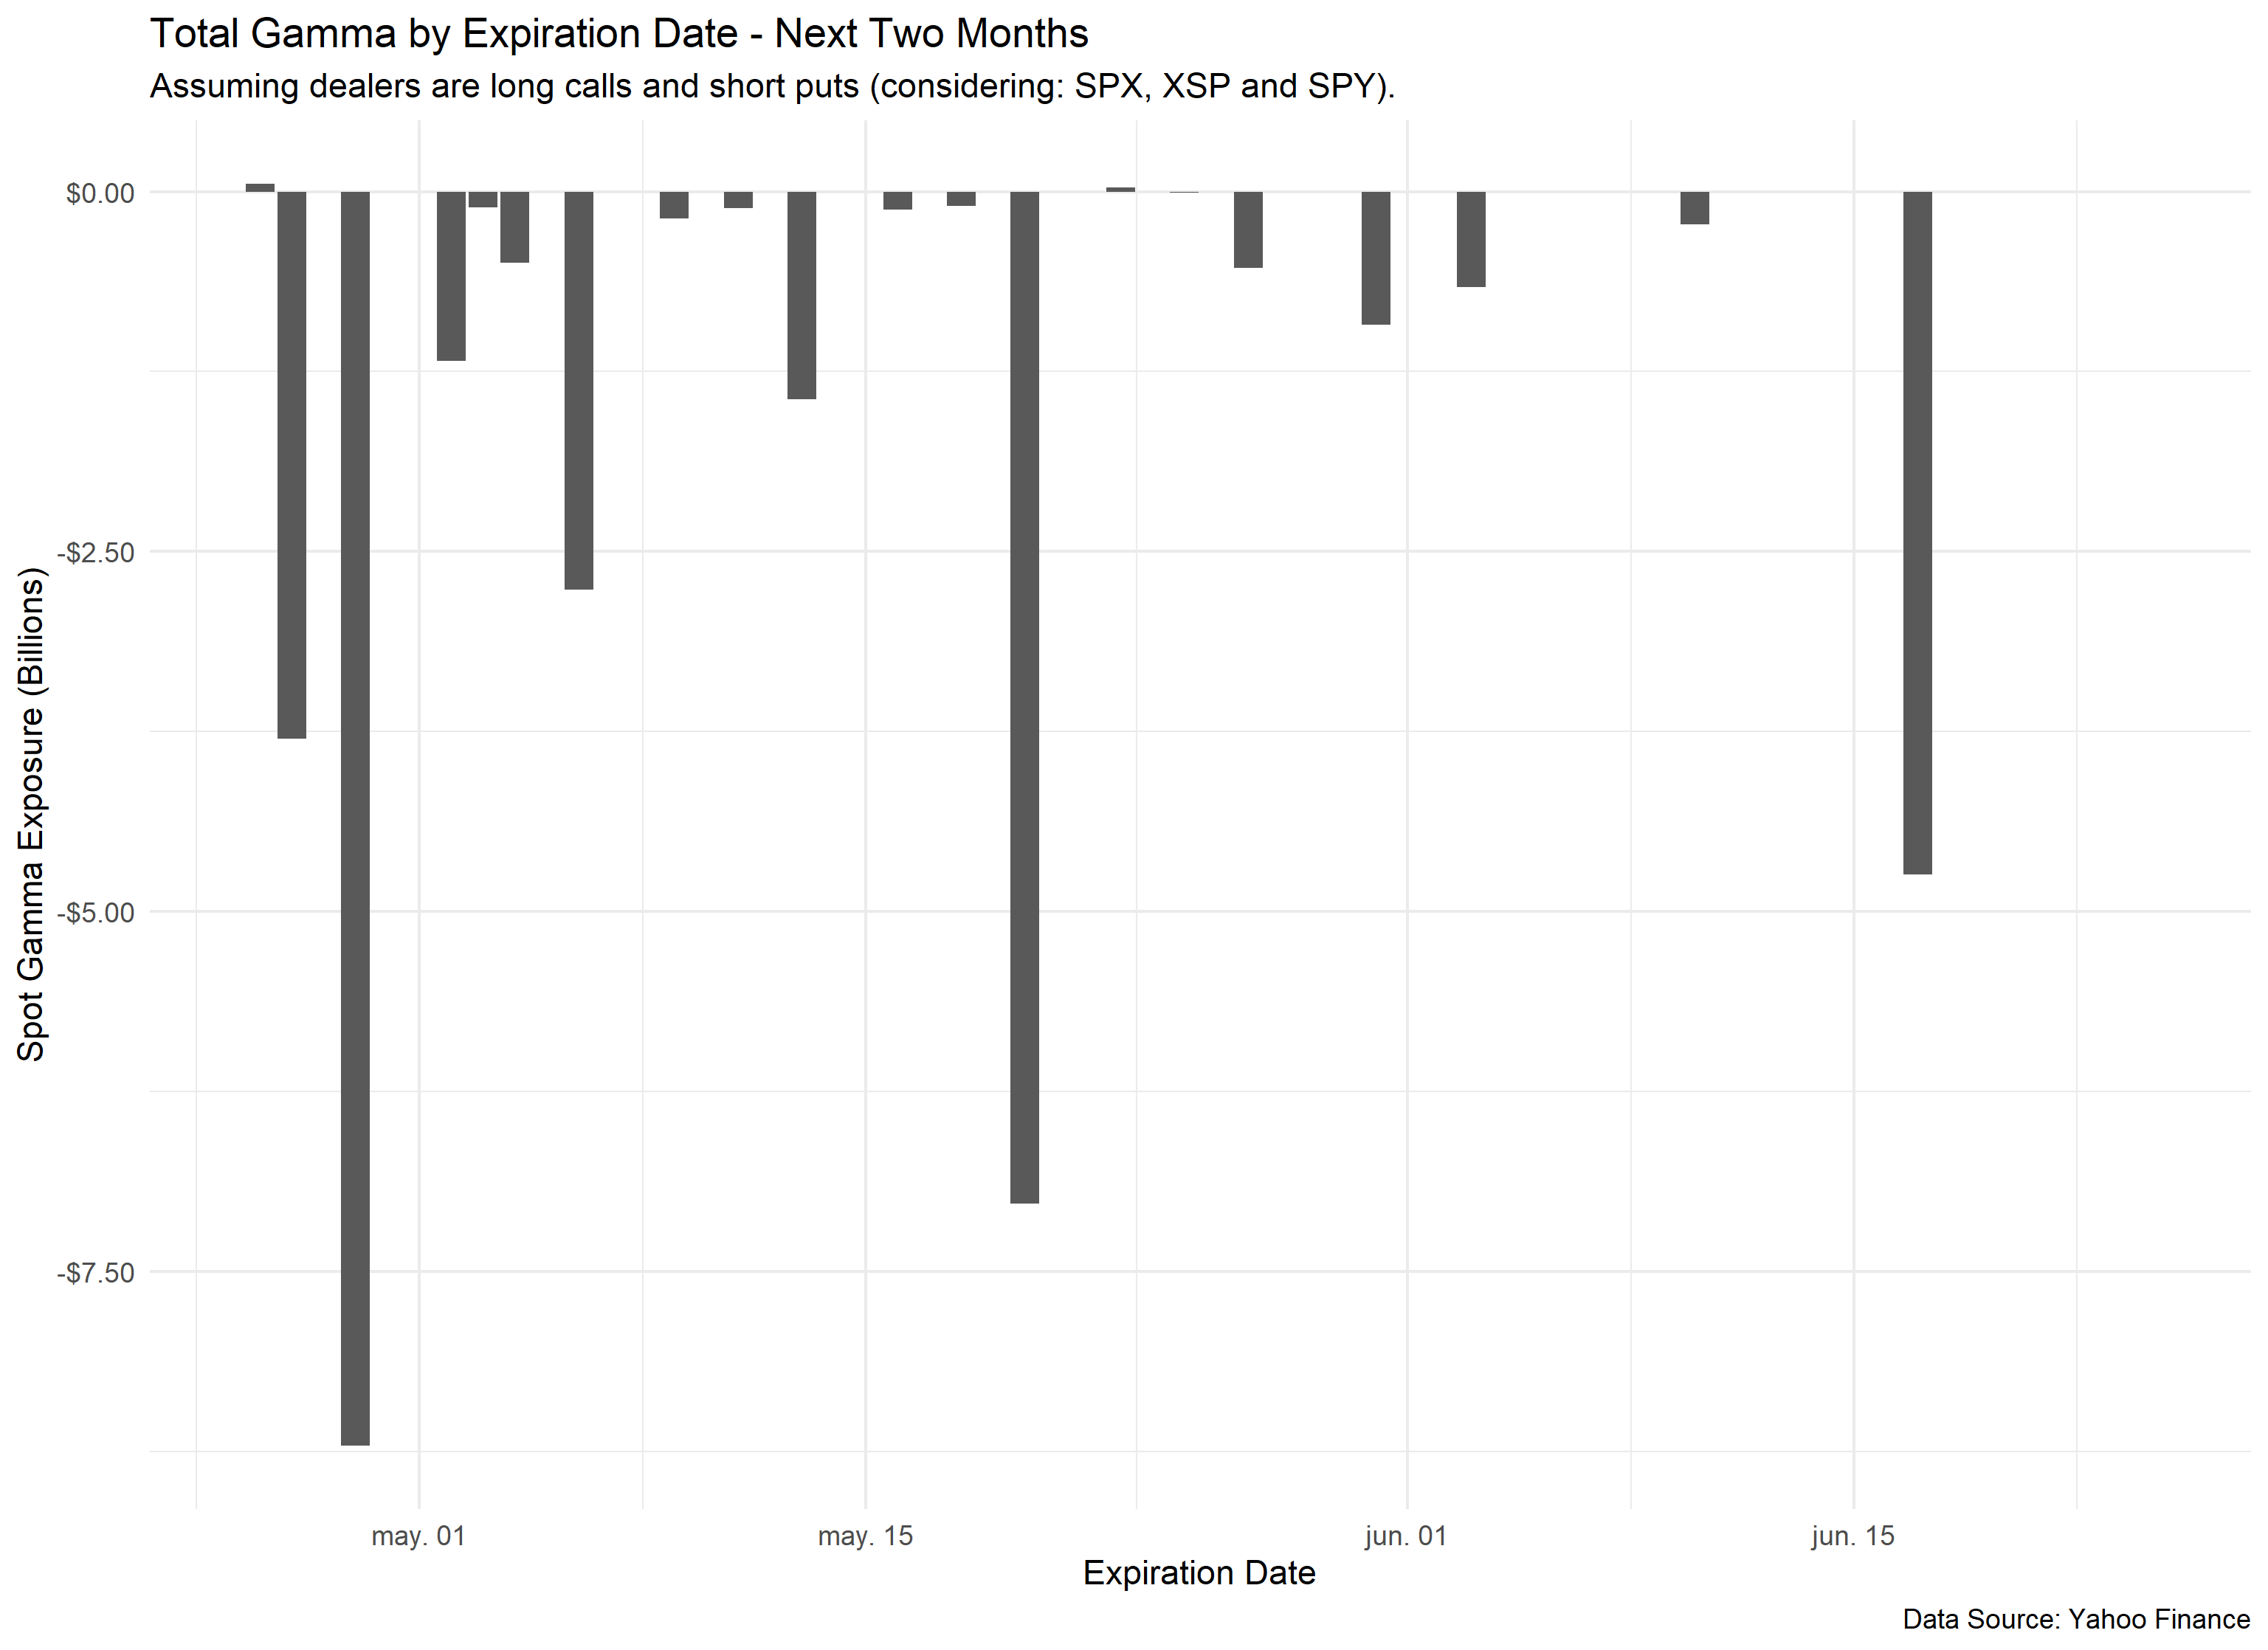 Total Gamma by Expiration Date - Next Two Months
Assuming dealers are long calls and short puts (considering: SPX, XSP and SPY).
Spot Gamma Exposure (Billions)
$0.00
-$2.50
-$5.00
-$7.50
may. 01
may. 15
jun. 01
jun. 15
Expiration Date
Data Source: Yahoo Finance